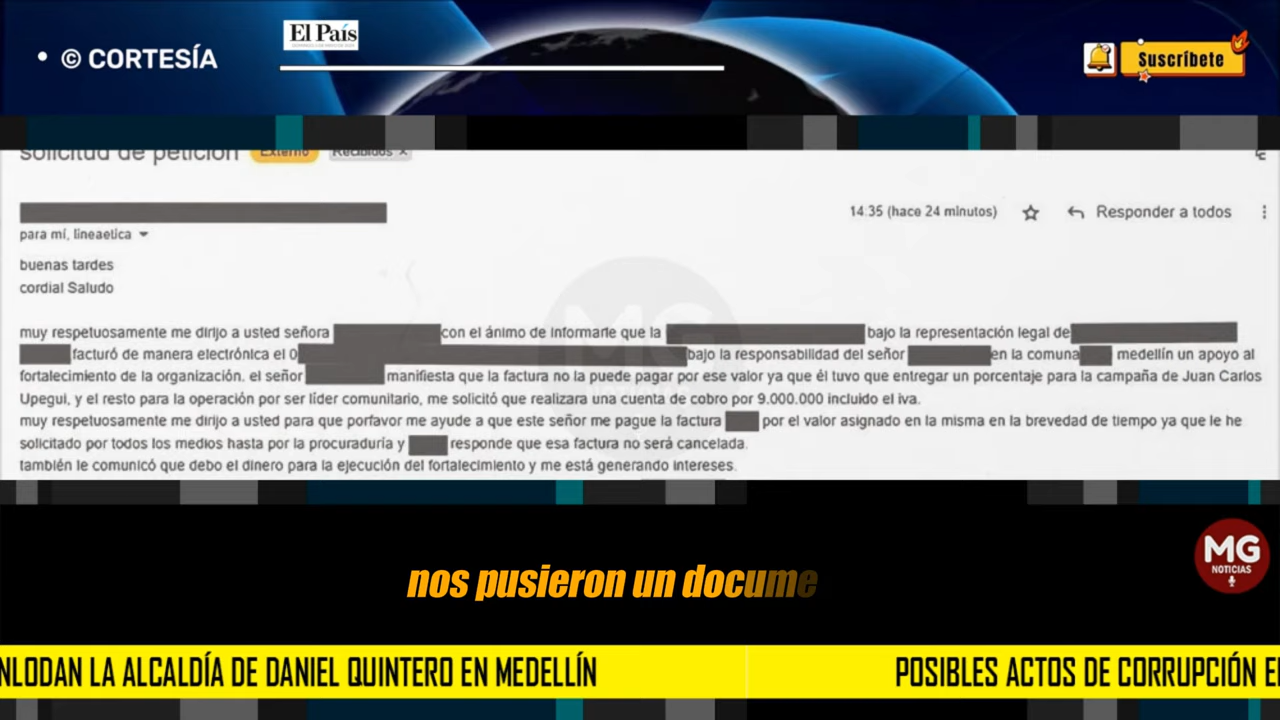 © CORTESÍA
El País
Suscríbete
solicitud de petición Externo Recibidos ×
14:35 (hace 24 minutos) Responder a todos
para mí, lineaetica
buenas tardes
cordial Saludo
muy respetuosamente me dirijo a usted señora con el ánimo de informarle que la bajo la representación legal de
facturó de manera electrónica el 0 bajo la responsabilidad del señor en la comuna medellín un apoyo al
fortalecimiento de la organización. el señor manifiesta que la factura no la puede pagar por ese valor ya que él tuvo que entregar un porcentaje para la campaña de Juan Carlos
Upegui, y el resto para la operación por ser líder comunitario, me solicitó que realizara una cuenta de cobro por 9.000.000 incluido el iva.
muy respetuosamente me dirijo a usted para que porfavor me ayude a que este señor me pague la factura por el valor asignado en la misma en la brevedad de tiempo ya que le he
solicitado por todos los medios hasta por la procuraduría y responde que esa factura no será cancelada.
también le comunicó que debo el dinero para la ejecución del fortalecimiento y me está generando intereses.
MG
NOTICIAS
nos pusieron un docume
NLODAN LA ALCALDÍA DE DANIEL QUINTERO EN MEDELLÍN POSIBLES ACTOS DE CORRUPCIÓN E